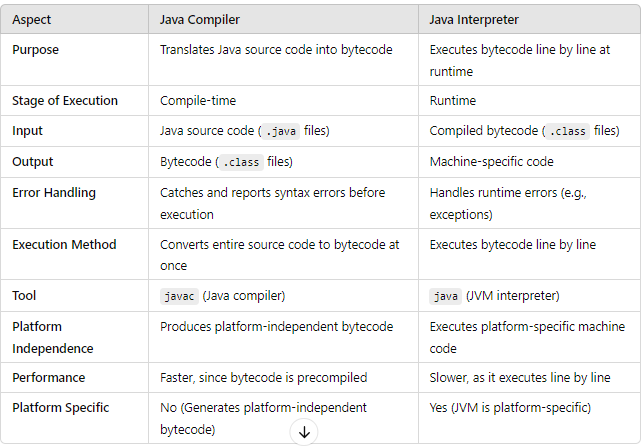 Aspect Java Compiler Java Interpreter
Purpose Translates Java source code into bytecode Executes bytecode line by line at
runtime
Stage of Execution Compile-time Runtime
Input Java source code ( .java files) Compiled bytecode ( .class files)
Output Bytecode ( .class files) Machine-specific code
Error Handling Catches and reports syntax errors before Handles runtime errors (e.g.,
execution exceptions)
Execution Method Converts entire source code to bytecode at Executes bytecode line by line
once
Tool javac (Java compiler) java (JVM interpreter)
Platform Produces platform-independent bytecode Executes platform-specific machine
Independence code
Performance Faster, since bytecode is precompiled Slower, as it executes line by line
Platform Specific No (Generates platform-independent Yes (JVM is platform-specific)
bytecode)